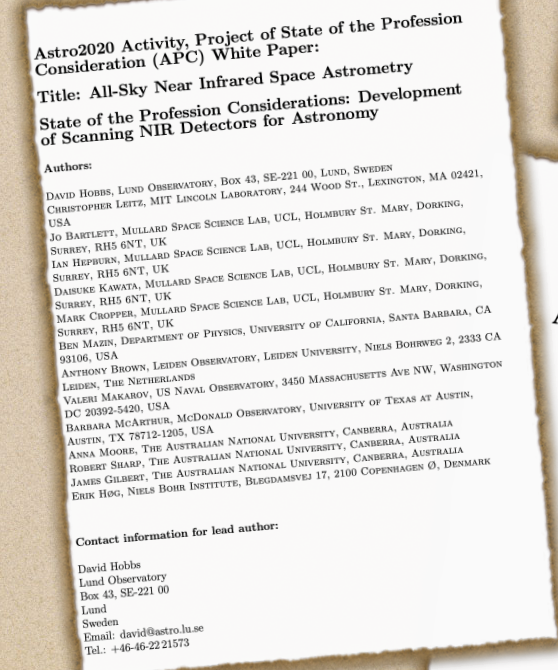 Astro2020 Activity, Project of State of the Profession
Consideration (APC) White Paper:
Title: All-Sky Near Infrared Space Astrometry
State of the Profession Considerations: Development
of Scanning NIR Detectors for Astronomy
Authors:
David Hobbs, Lund Observatory, Box 43, SE-221 00, Lund, Sweden
Christopher Leitz, MIT Lincoln Laboratory, 244 Wood St., Lexington, MA 02421,
USA
Jo Bartlett, Mullard Space Science Lab, UCL, Holmbury St. Mary, Dorking,
Surrey, RH5 6NT, UK
Ian Hepburn, Mullard Space Science Lab, UCL, Holmbury St. Mary, Dorking,
Surrey, RH5 6NT, UK
Daisuke Kawata, Mullard Space Science Lab, UCL, Holmbury St. Mary, Dorking,
Surrey, RH5 6NT, UK
Mark Cropper, Mullard Space Science Lab, UCL, Holmbury St. Mary, Dorking,
Surrey, RH5 6NT, UK
Ben Mazin, Department of Physics, University of California, Santa Barbara, CA
93106, USA
Anthony Brown, Leiden Observatory, Leiden University, Niels Bohrweg 2, 2333 CA
Leiden, The Netherlands
Valeri Makarov, US Naval Observatory, 3450 Massachusetts Ave NW, Washington
DC 20392-5420, USA
Barbara McArthur, McDonald Observatory, University of Texas at Austin,
Austin, TX 78712-1205, USA
Anna Moore, The Australian National University, Canberra, Australia
Robert Sharp, The Australian National University, Canberra, Australia
James Gilbert, The Australian National University, Canberra, Australia
Erik Høg, Niels Bohr Institute, Blegdamsvej 17, 2100 Copenhagen Ø, Denmark
Contact information for lead author:
David Hobbs
Lund Observatory
Box 43, SE-221 00
Lund
Sweden
Email: david@astro.lu.se
Tel.: +46-46-22 21573